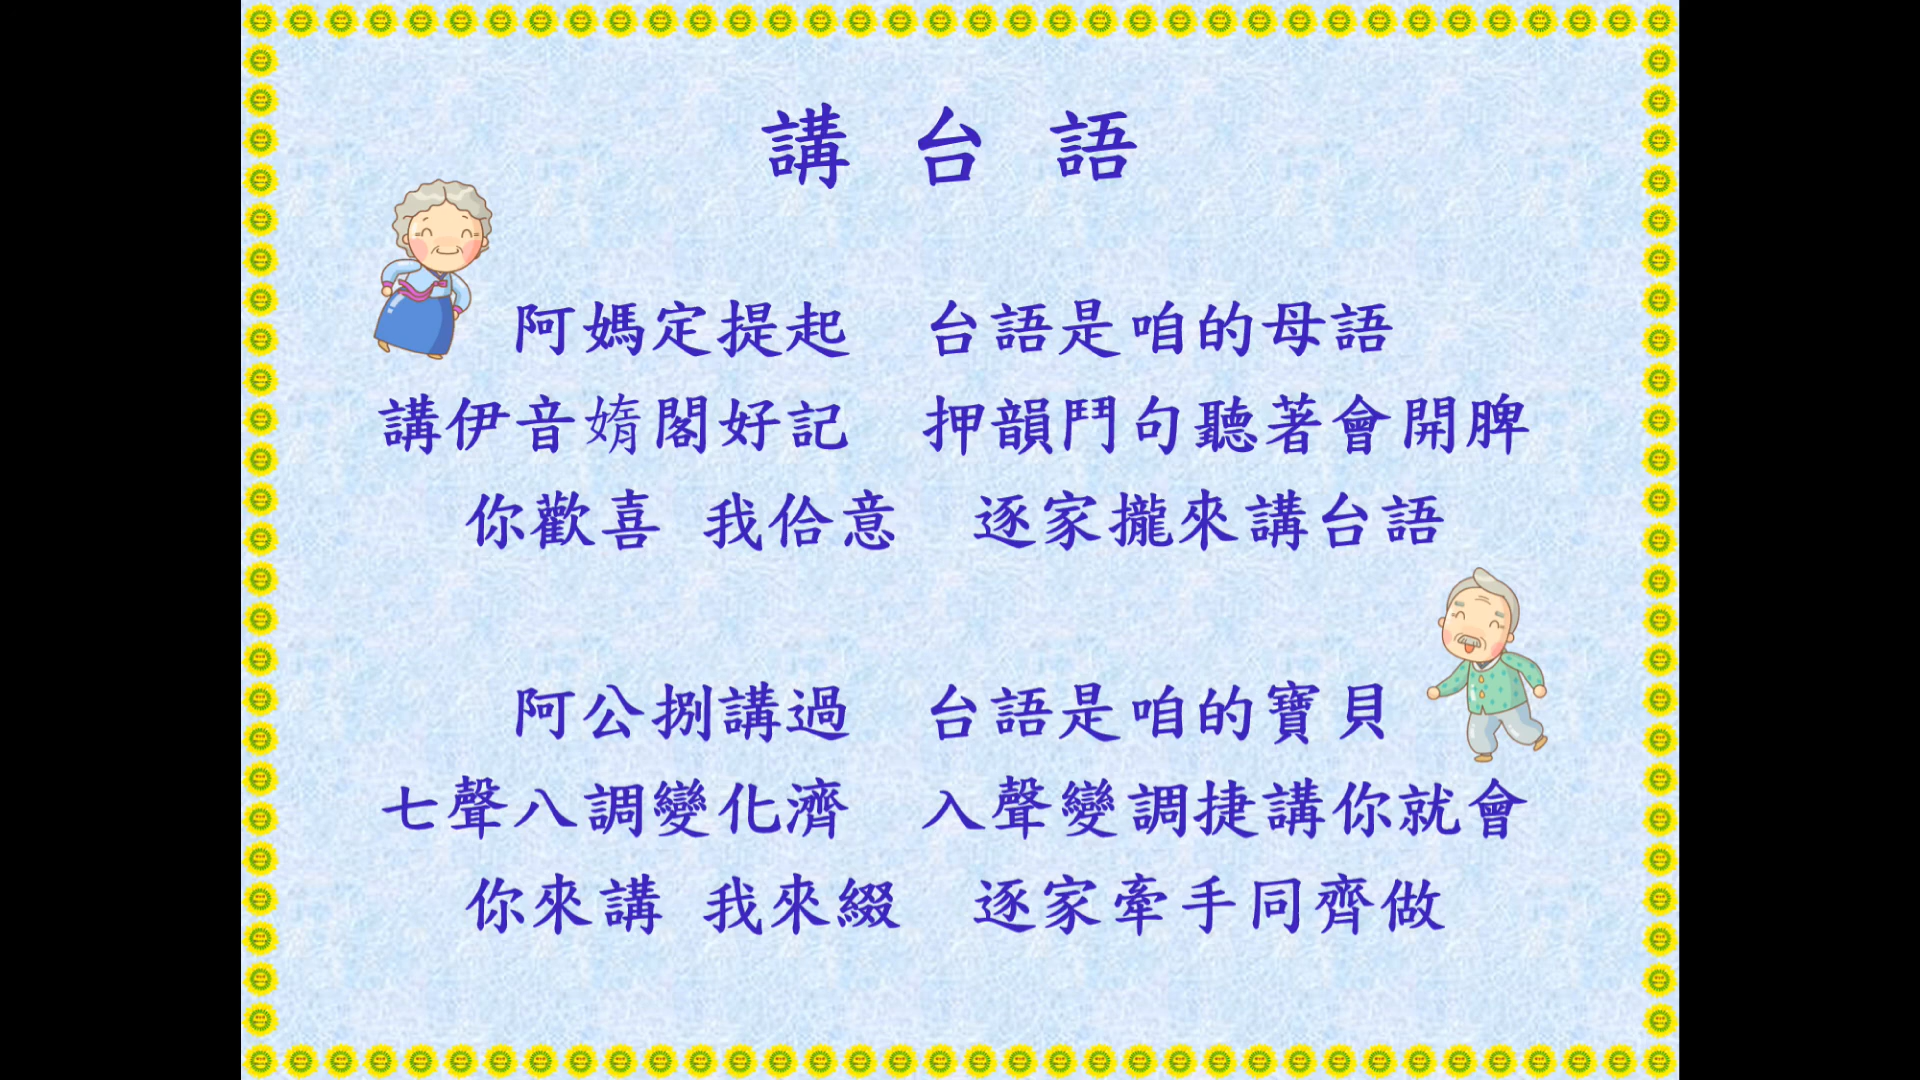 講 台 語
阿媽定提起 台語是咱的母語
講伊音媠閣好記 押韻鬥句聽著會開脾
你歡喜 我佮意 逐家攏來講台語
阿公捌講過 台語是咱的寶貝
七聲八調變化濟 入聲變調捷講你就會
你來講 我來綴 逐家牽手同齊做